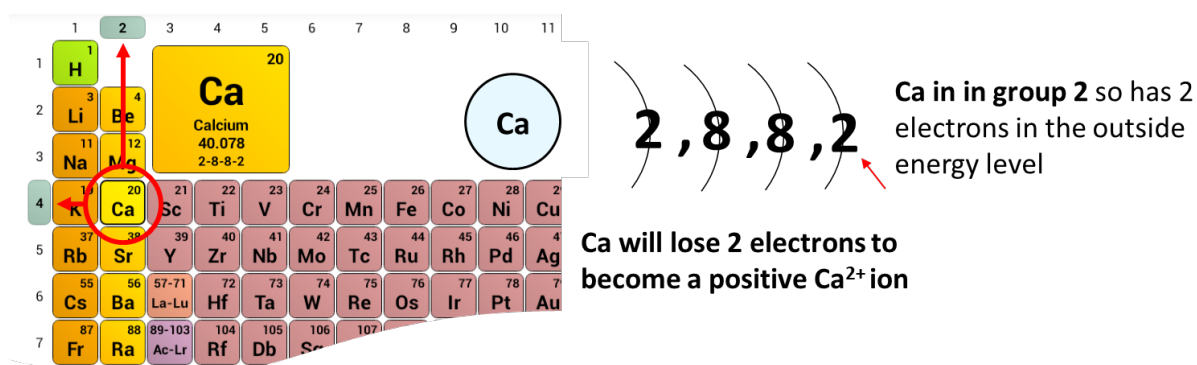 1 2 3 4 5 6 7 8 9 10 11
1 H 1
2 Li 3 Be 4
3 Na 11 Mg 12
20
Ca
Calcium
40.078
2-8-8-2
4 K 19 Ca 20 Sc 21 Ti 22 V 23 Cr 24 Mn 25 Fe 26 Co 27 Ni 28 Cu
5 Rb 37 Sr 38 Y 39 Zr 40 Nb 41 Mo 42 Tc 43 Ru 44 Rh 45 Pd 46 Ag
6 Cs 55 Ba 56 La-Lu 57-71 Hf 72 Ta 73 W 74 Re 75 Os 76 Ir 77 Pt 78 Au
7 Fr 87 Ra 88 Ac-Lr 89-103 Rf 104 Db 105 106 107
Ca
2 , 8 , 8 , 2
Ca in in group 2 so has 2
electrons in the outside
energy level
Ca will lose 2 electrons to
become a positive Ca²⁺ ion